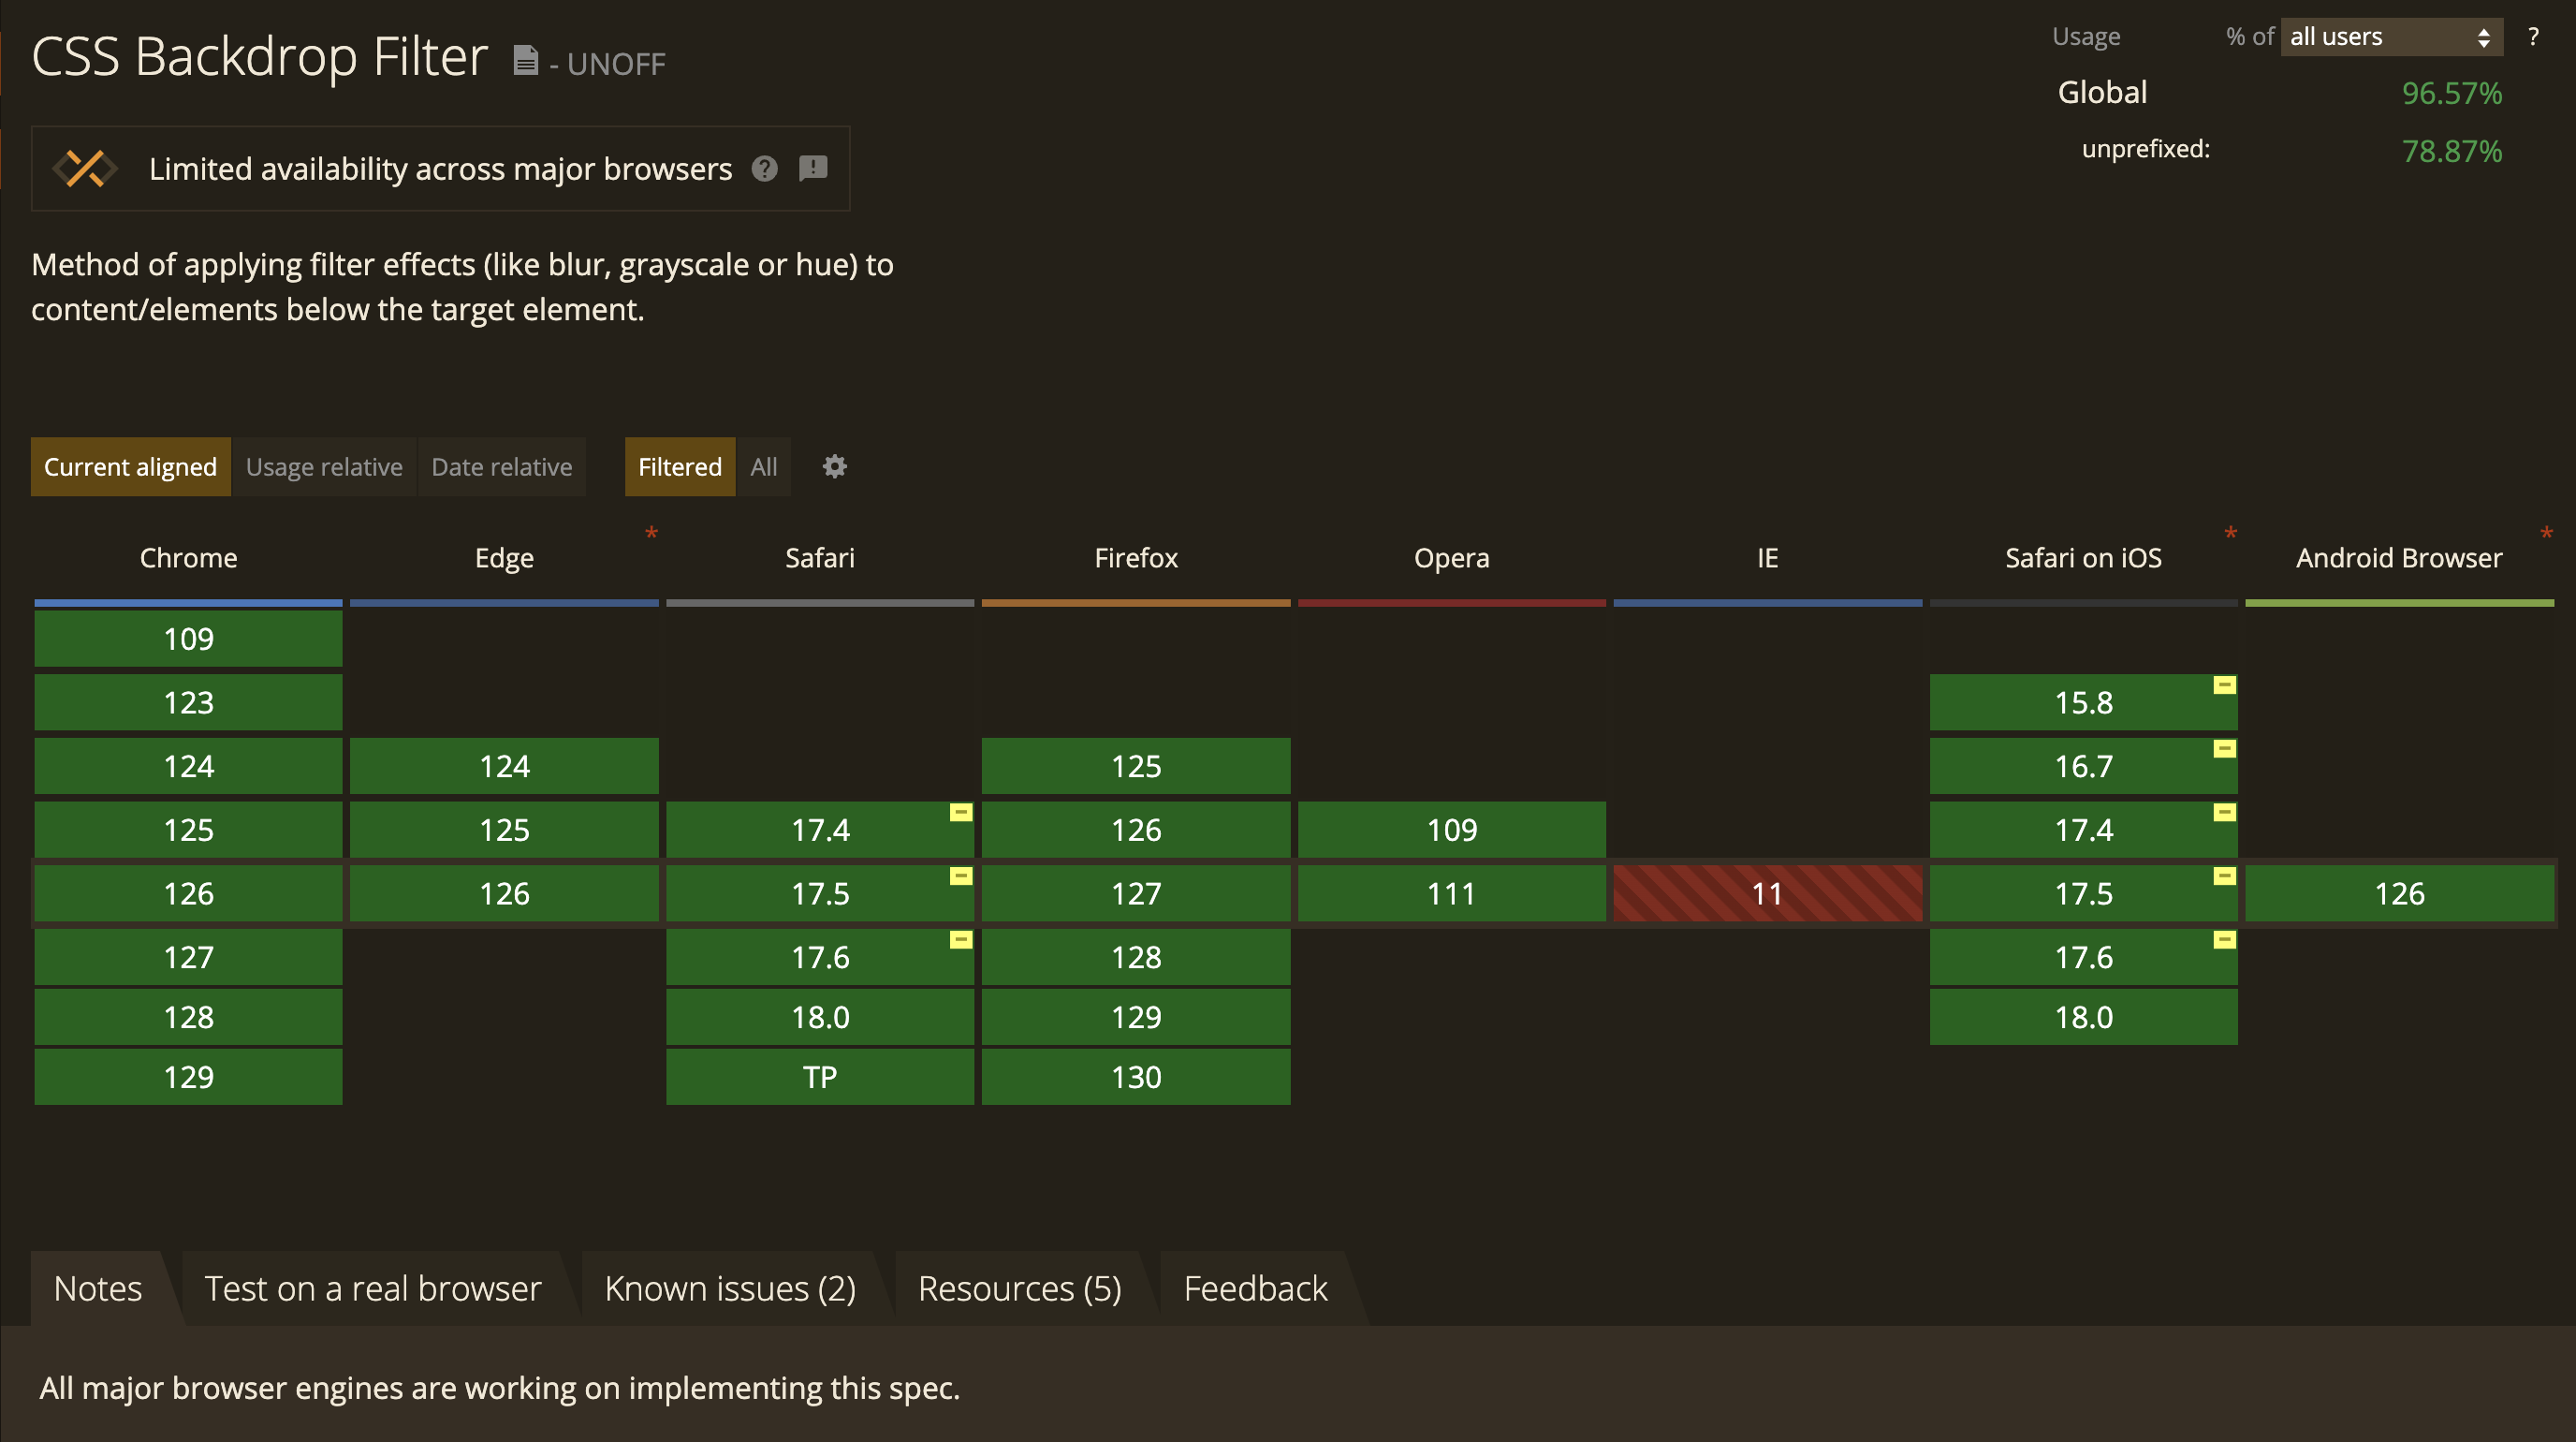 CSS Backdrop Filter - UNOFF
Usage % of all users ?
Global 96.57%
unprefixed: 78.87%
Limited availability across major browsers ? !
Method of applying filter effects (like blur, grayscale or hue) to
content/elements below the target element.
Current aligned Usage relative Date relative Filtered All
Chrome Edge * Safari Firefox Opera IE Safari on iOS * Android Browser *
109
123 15.8
124 124 125 16.7
125 125 17.4 126 109 17.4
126 126 17.5 127 111 11 17.5 126
127 17.6 128 17.6
128 18.0 129 18.0
129 TP 130
Notes Test on a real browser Known issues (2) Resources (5) Feedback
All major browser engines are working on implementing this spec.